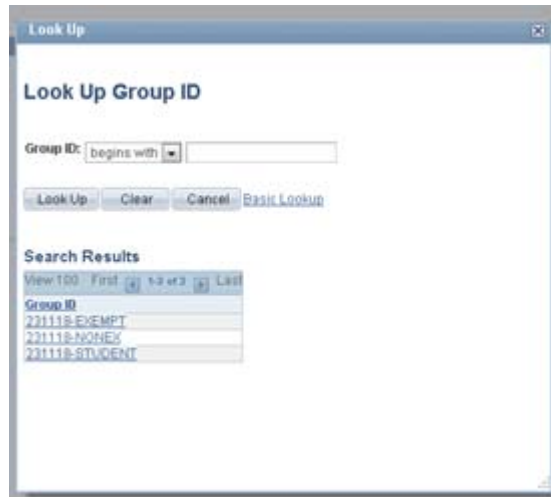 Look Up
Look Up Group ID
Group ID: begins with
Look Up Clear Cancel Basic Lookup
Search Results
View 100 First 1-3 of 3 Last
Group ID
231118-EXEMPT
231118-NONEX
231118-STUDENT